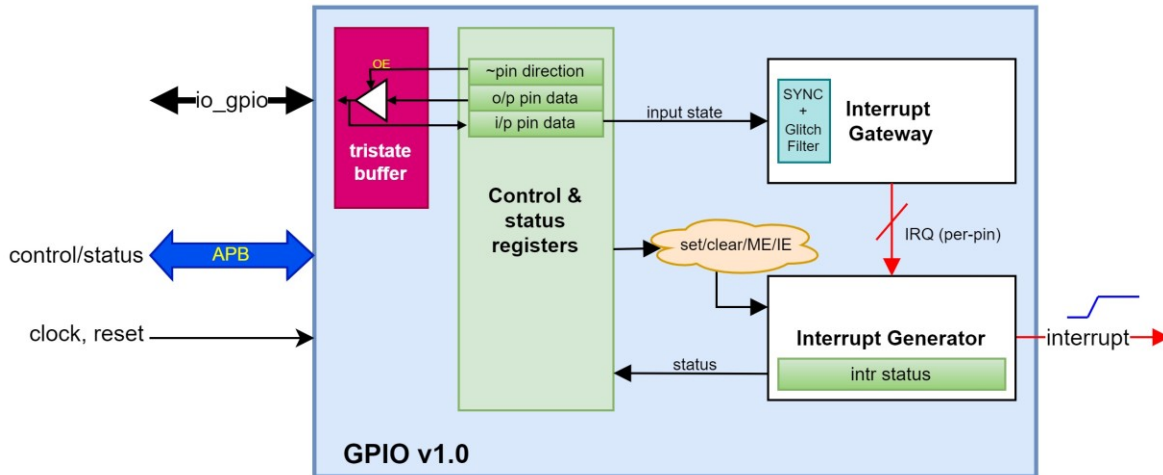 OE
~pin direction
io_gpio
o/p pin data
i/p pin data
input state
SYNC
+
Glitch
Filter
Interrupt
Gateway
tristate
buffer
Control &
status
registers
IRQ (per-pin)
set/clear/ME/IE
control/status
APB
clock, reset
Interrupt Generator
interrupt
status
intr status
GPIO v1.0